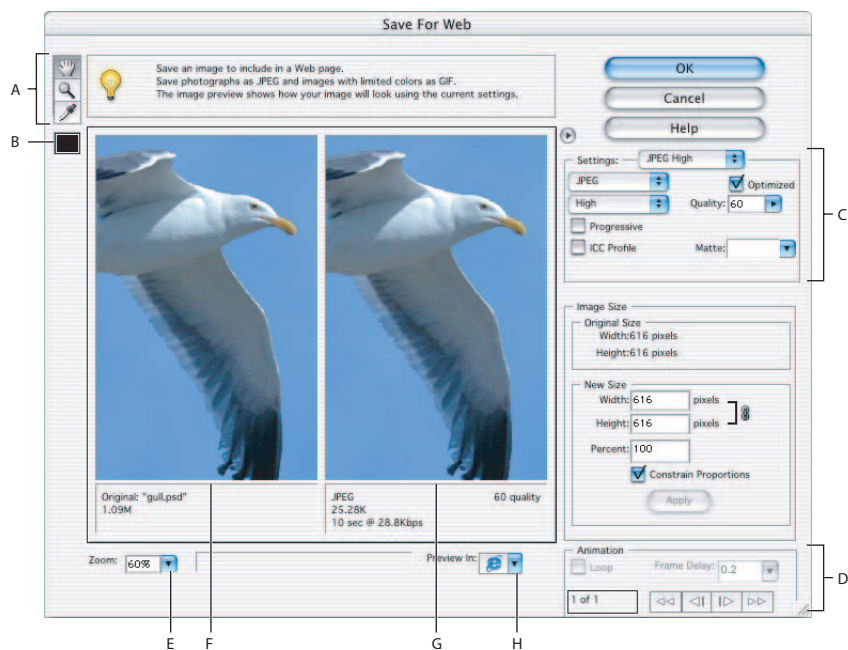 Save For Web
A
Save an image to include in a Web page.
Save photographs as JPEG and images with limited colors as GIF.
The image preview shows how your image will look using the current settings.
B
OK
Cancel
Help
Settings: JPEG High
JPEG
Optimized
High
Quality: 60
Progressive
ICC Profile
Matte:
C
Image Size
Original Size
Width:616 pixels
Height:616 pixels
New Size
Width: 616 pixels
Height: 616 pixels
Percent: 100
Constrain Proportions
Apply
Original: "gull.psd"
1.09M
JPEG
60 quality
25.28K
10 sec @ 28.8Kbps
Zoom: 60%
Preview In:
Animation
Loop
Frame Delay: 0.2
1 of 1
D
E
F
G
H